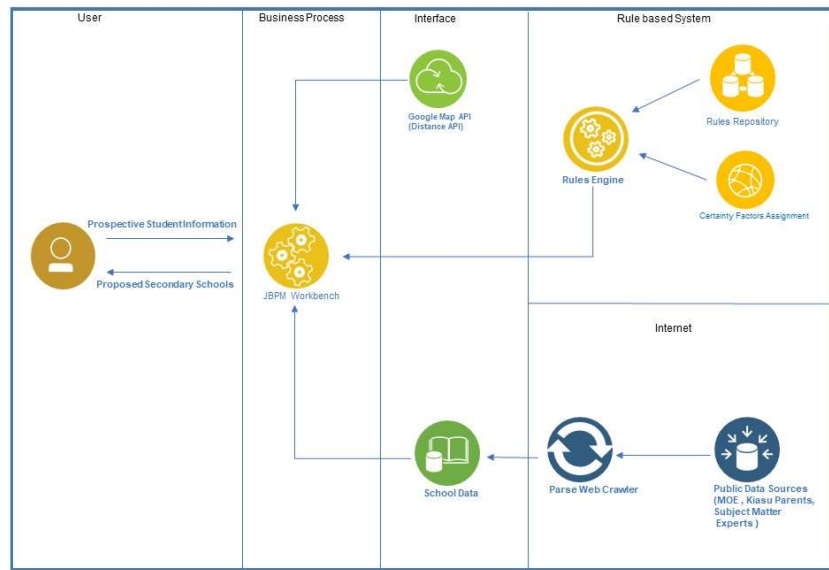 User
Business Process
Interface
Rule based System
Google Map API
(Distance API)
Rules Repository
Rules Engine
Certainty Factors Assignment
Prospective Student Information
Proposed Secondary Schools
JBPM Workbench
Internet
School Data
Parse Web Crawler
Public Data Sources
(MOE , Kiasu Parents,
Subject Matter
Experts )